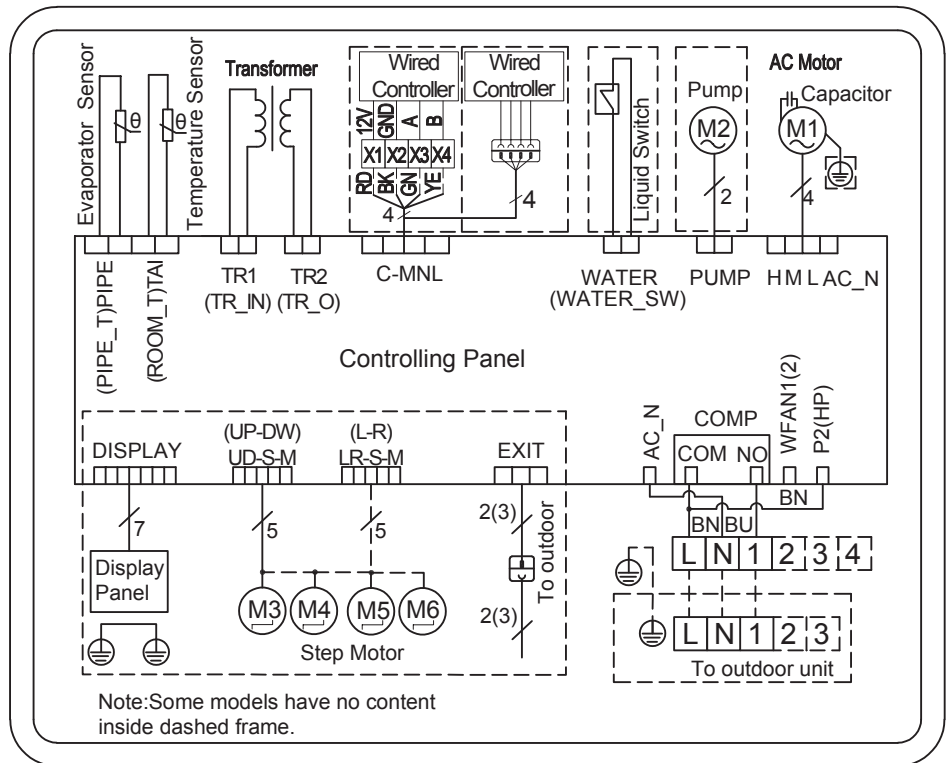 Evaporator Sensor
Temperature Sensor
Transformer
Wired
Controller
Wired
Controller
12V
GND
A
B
X1 X2 X3 X4
RD
BK
GN
YE
4
4
Liquid Switch
Pump
M2
2
AC Motor
Capacitor
M1
4
θ
θ
(PIPE_T)PIPE
(ROOM_T)TAI
TR1
(TR_IN)
TR2
(TR_O)
C-MNL
WATER
(WATER_SW)
PUMP
H M L AC_N
Controlling Panel
DISPLAY
(UP-DW)
UD-S-M
(L-R)
LR-S-M
EXIT
AC_N
COMP
COM NO
WFAN1(2)
P2(HP)
7
5
5
2(3)
To outdoor
2(3)
Display
Panel
M3 M4 M5 M6
Step Motor
BN
BN BU
L N 1 2 3 4
L N 1 2 3
To outdoor unit
Note:Some models have no content
inside dashed frame.